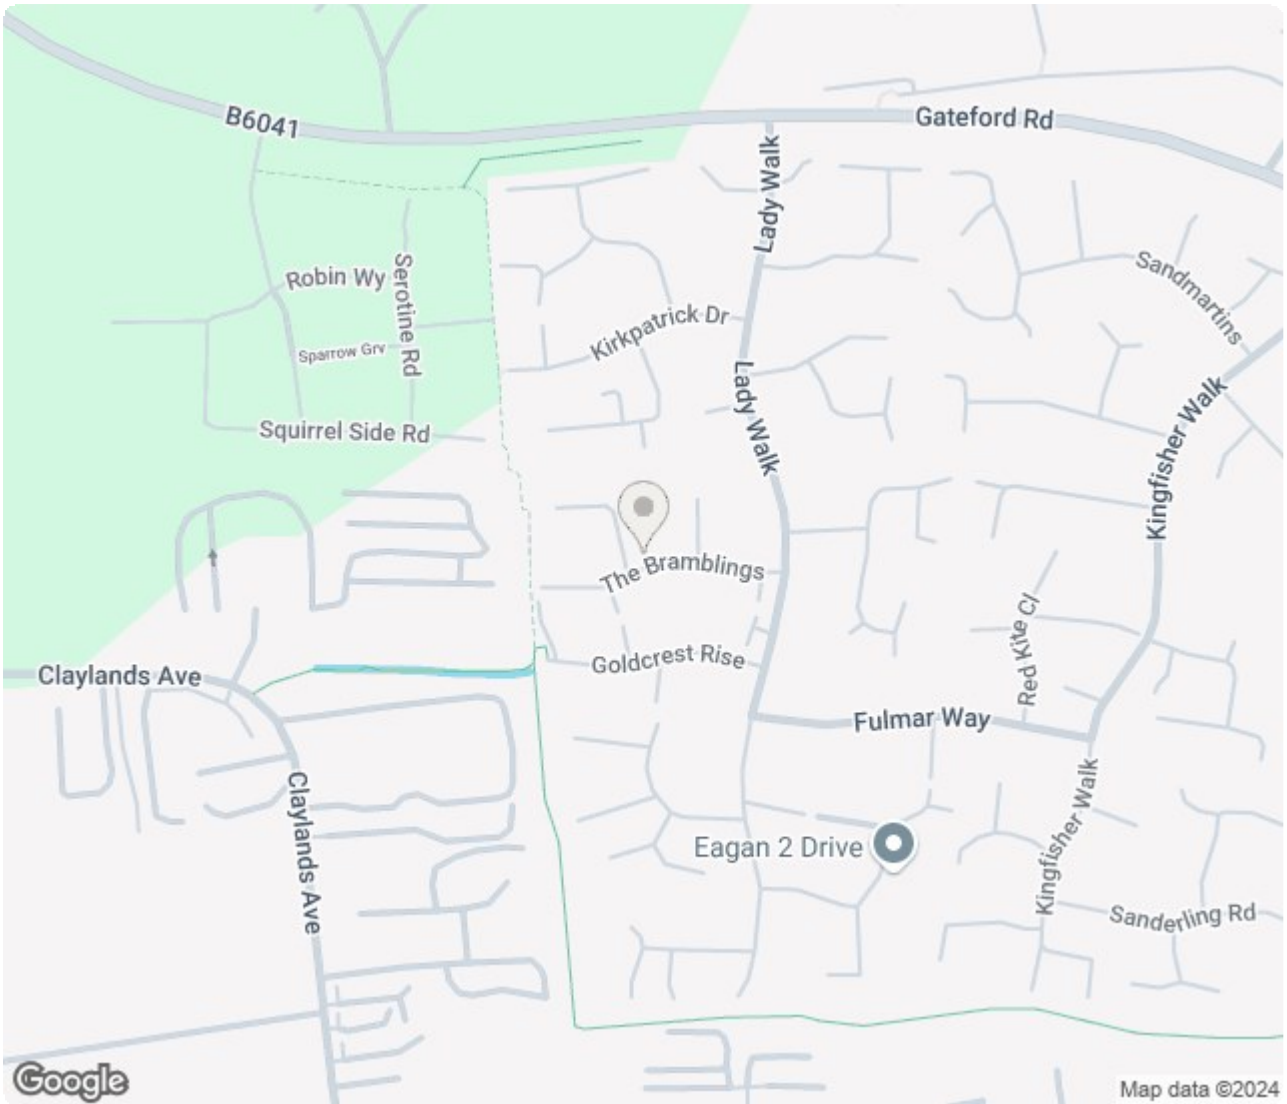 B6041
Gateford Rd
Lady Walk
Sandmartins
Robin Wy
Serotine Rd
Kirkpatrick Dr
Sparrow Grv
Lady Walk
Kingfisher Walk
Squirrel Side Rd
The Bramblings
Red Kite Cl
Goldcrest Rise
Claylands Ave
Fulmar Way
Claylands Ave
Kingfisher Walk
Eagan 2 Drive
Sanderling Rd
Google
Map data ©2024